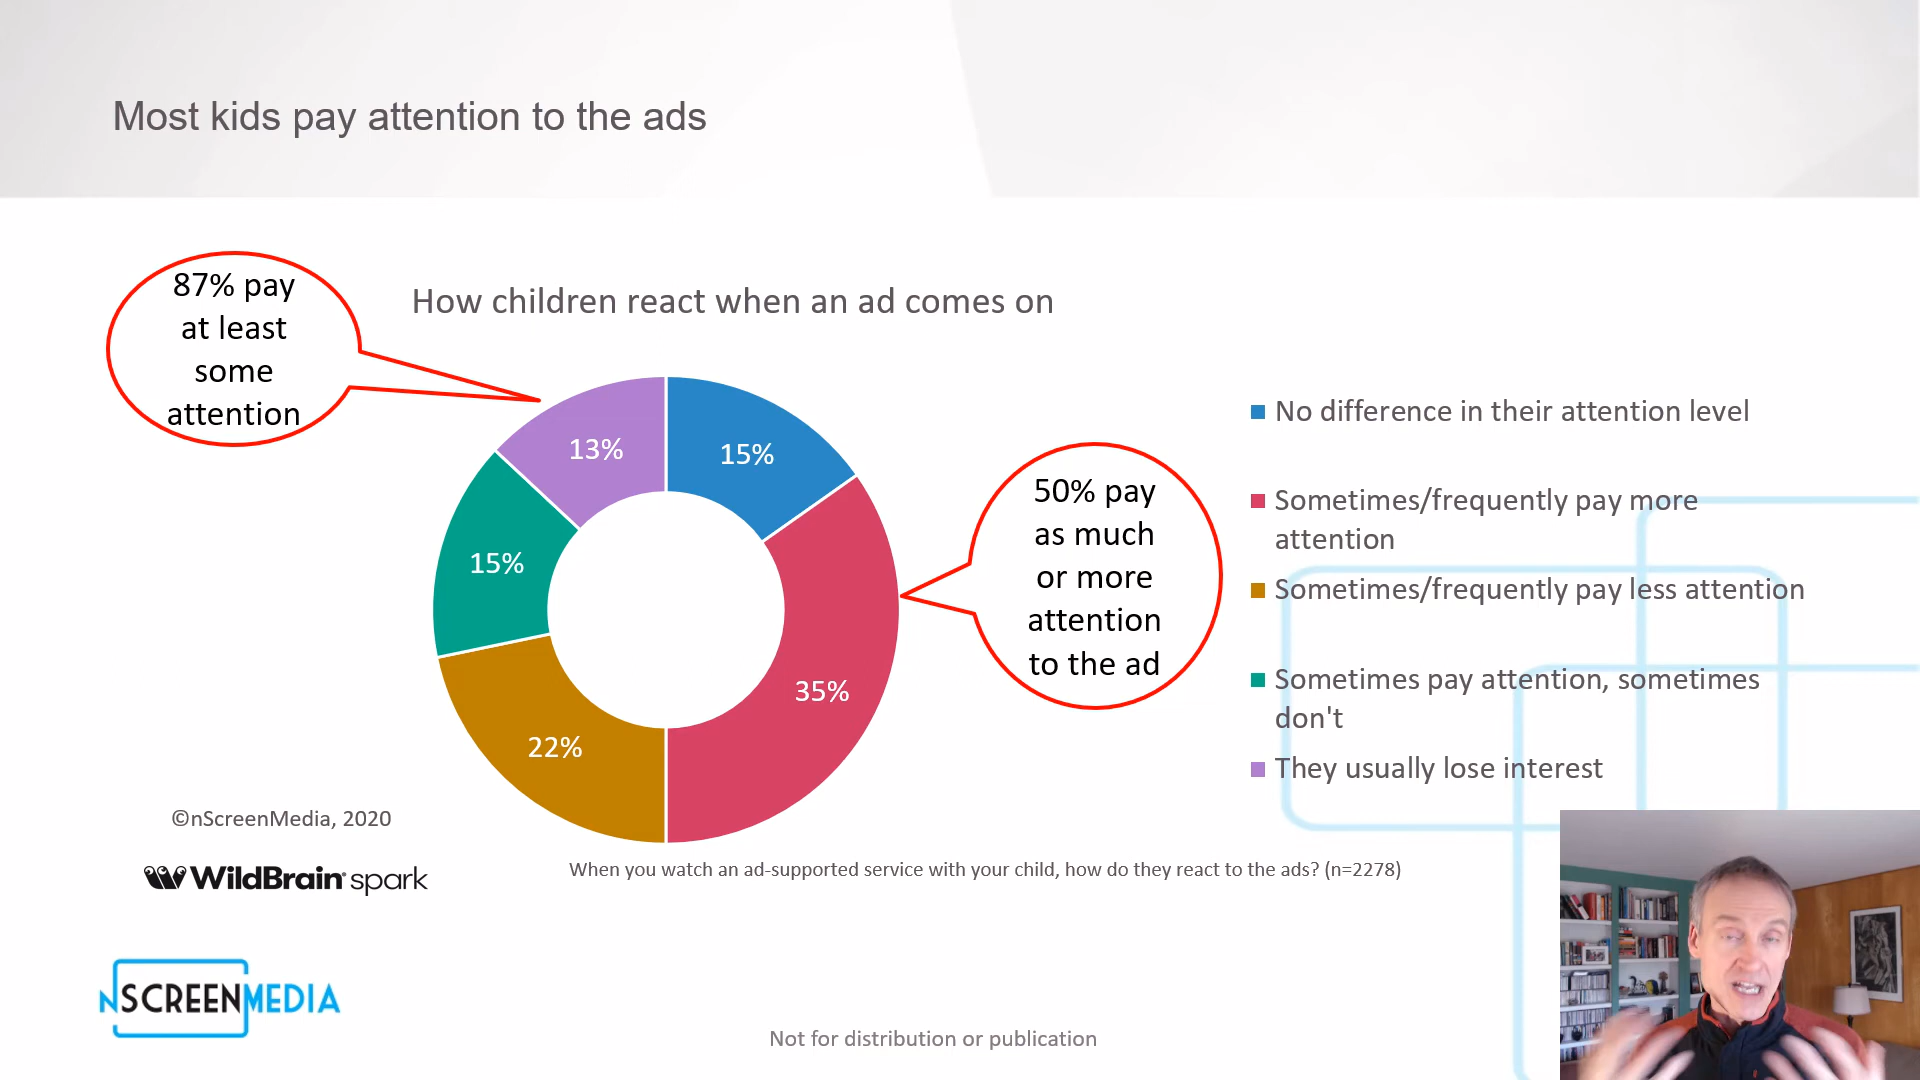 Most kids pay attention to the ads
87% pay
at least
some
attention
How children react when an ad comes on
13%
15%
15%
35%
22%
50% pay
as much
or more
attention
to the ad
No difference in their attention level
Sometimes/frequently pay more
attention
Sometimes/frequently pay less attention
Sometimes pay attention, sometimes
don't
They usually lose interest
©nScreenMedia, 2020
WildBrain spark
When you watch an ad-supported service with your child, how do they react to the ads? (n=2278)
nSCREENMEDIA
Not for distribution or publication